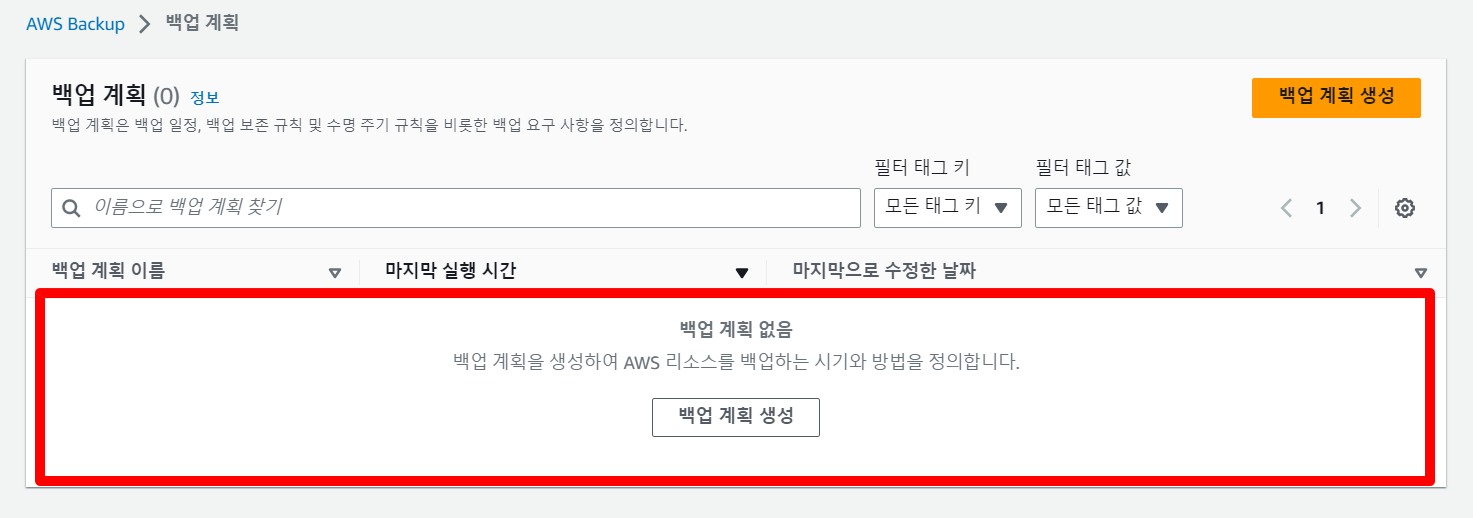 AWS Backup > 백업 계획
백업 계획 (0) 정보
백업 계획 생성
백업 계획은 백업 일정, 백업 보존 규칙 및 수명 주기 규칙을 비롯한 백업 요구 사항을 정의합니다.
필터 태그 키 필터 태그 값
이름으로 백업 계획 찾기 모든 태그 키 모든 태그 값 1
백업 계획 이름 마지막 실행 시간 마지막으로 수정한 날짜
백업 계획 없음
백업 계획을 생성하여 AWS 리소스를 백업하는 시기와 방법을 정의합니다.
백업 계획 생성